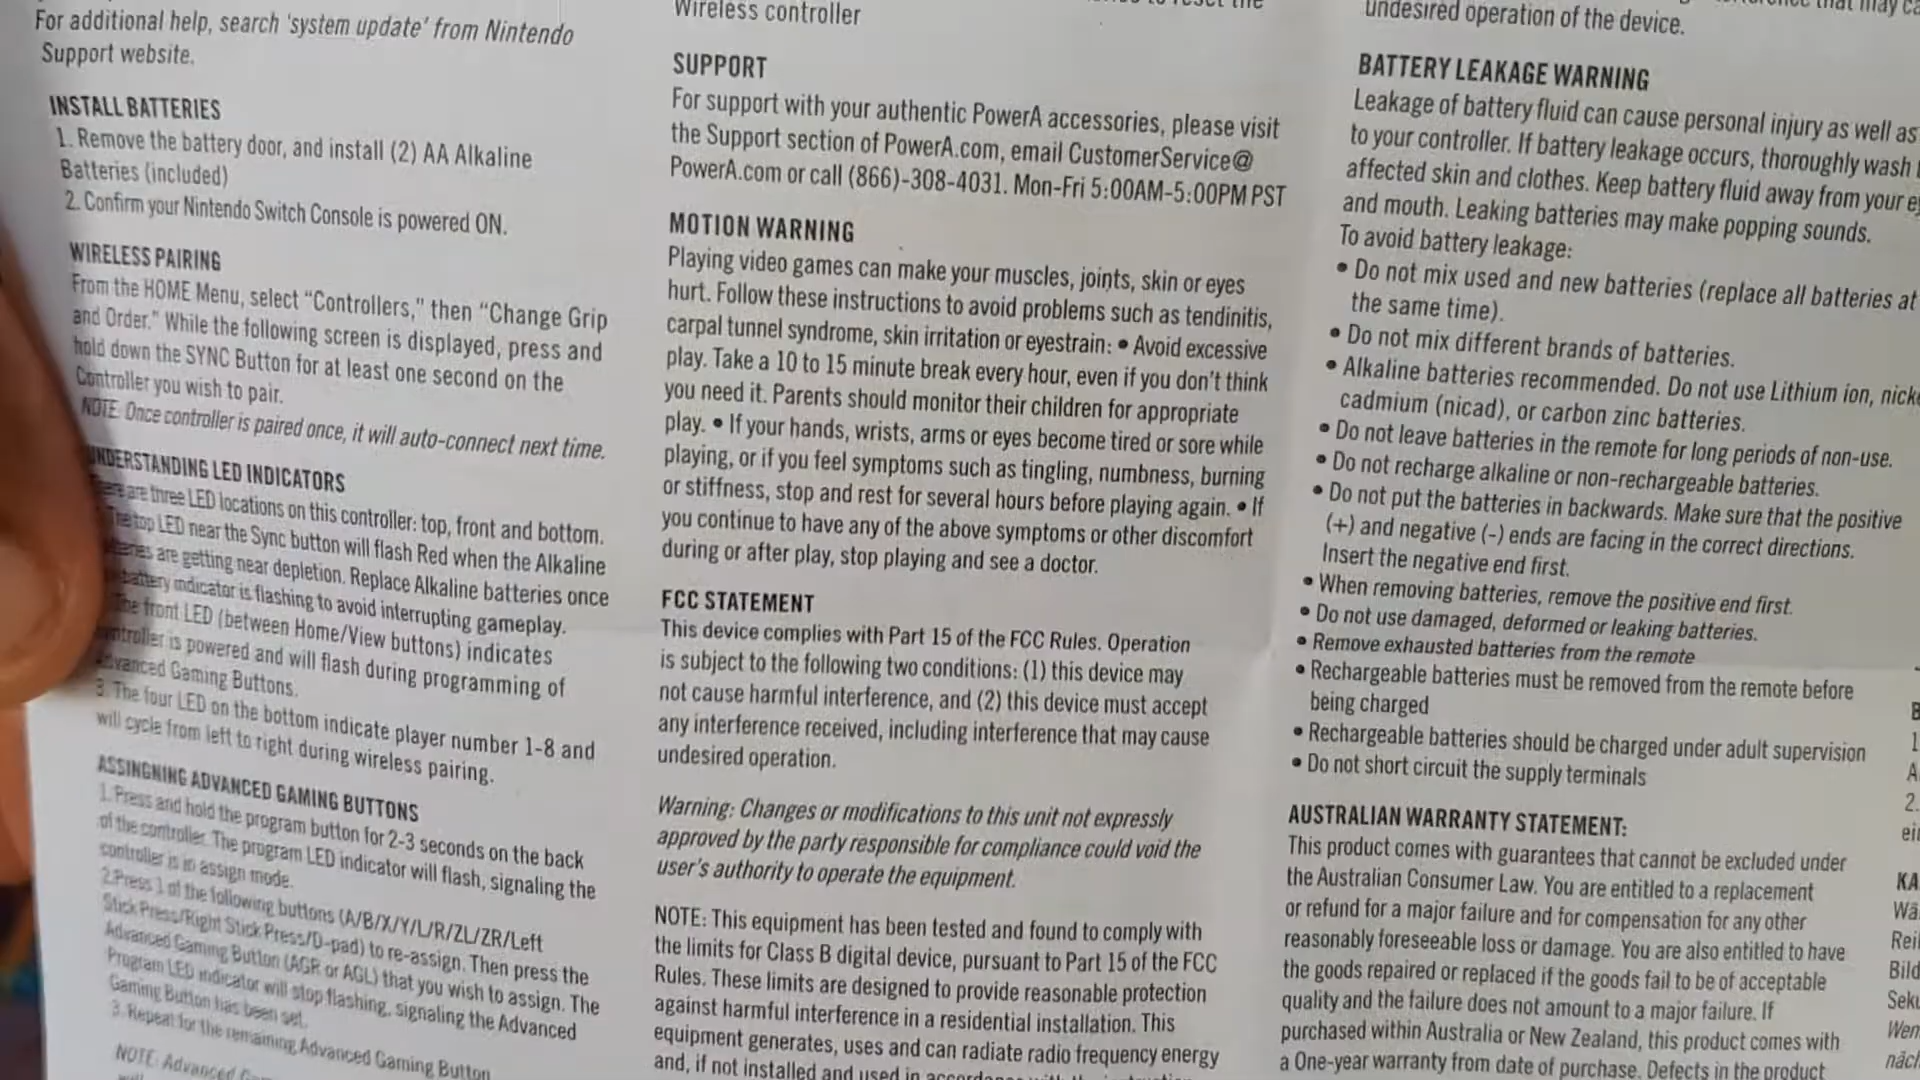 For additional help, search 'system update' from Nintendo
Support website.
INSTALL BATTERIES
1. Remove the battery door, and install (2) AA Alkaline
Batteries (included)
2. Confirm your Nintendo Switch Console is powered ON.
WIRELESS PAIRING
From the HOME Menu, select “Controllers,” then “Change Grip
and Order.” While the following screen is displayed, press and
hold down the SYNC Button for at least one second on the
Controller you wish to pair.
NOTE: Once controller is paired once, it will auto-connect next time.
UNDERSTANDING LED INDICATORS
are three LED locations on this controller: top, front and bottom.
The top LED near the Sync button will flash Red when the Alkaline
are getting near depletion. Replace Alkaline batteries once
battery indicator is flashing to avoid interrupting gameplay.
The front LED (between Home/View buttons) indicates
controller is powered and will flash during programming of
Advanced Gaming Buttons.
3. The four LED on the bottom indicate player number 1-8 and
will cycle from left to right during wireless pairing.
ASSINGNING ADVANCED GAMING BUTTONS
1. Press and hold the program button for 2-3 seconds on the back
of the controller. The program LED indicator will flash, signaling the
controller is in assign mode.
2.Press 1 of the following buttons (A/B/X/Y/L/R/ZL/ZR/Left
Stick Press/Right Stick Press/D-pad) to re-assign. Then press the
Advanced Gaming Button (AGR or AGL) that you wish to assign. The
Program LED indicator will stop flashing, signaling the Advanced
Gaming Button has been set.
3. Repeat for the remaining Advanced Gaming Button
NOTE: Advanced
Wireless controller
SUPPORT
For support with your authentic PowerA accessories, please visit
the Support section of PowerA.com, email CustomerService@
PowerA.com or call (866)-308-4031. Mon-Fri 5:00AM-5:00PM PST
MOTION WARNING
Playing video games can make your muscles, joints, skin or eyes
hurt. Follow these instructions to avoid problems such as tendinitis,
carpal tunnel syndrome, skin irritation or eyestrain: • Avoid excessive
play. Take a 10 to 15 minute break every hour, even if you don't think
you need it. Parents should monitor their children for appropriate
play. • If your hands, wrists, arms or eyes become tired or sore while
playing, or if you feel symptoms such as tingling, numbness, burning
or stiffness, stop and rest for several hours before playing again. • If
you continue to have any of the above symptoms or other discomfort
during or after play, stop playing and see a doctor.
FCC STATEMENT
This device complies with Part 15 of the FCC Rules. Operation
is subject to the following two conditions: (1) this device may
not cause harmful interference, and (2) this device must accept
any interference received, including interference that may cause
undesired operation.
Warning: Changes or modifications to this unit not expressly
approved by the party responsible for compliance could void the
user's authority to operate the equipment.
NOTE: This equipment has been tested and found to comply with
the limits for Class B digital device, pursuant to Part 15 of the FCC
Rules. These limits are designed to provide reasonable protection
against harmful interference in a residential installation. This
equipment generates, uses and can radiate radio frequency energy
and, if not installed and used in
undesired operation of the device.
BATTERY LEAKAGE WARNING
Leakage of battery fluid can cause personal injury as well as
to your controller. If battery leakage occurs, thoroughly wash
affected skin and clothes. Keep battery fluid away from your
and mouth. Leaking batteries may make popping sounds.
To avoid battery leakage:
• Do not mix used and new batteries (replace all batteries at
the same time).
• Do not mix different brands of batteries.
• Alkaline batteries recommended. Do not use Lithium ion,
cadmium (nicad), or carbon zinc batteries.
• Do not leave batteries in the remote for long periods of non-use.
• Do not recharge alkaline or non-rechargeable batteries.
• Do not put the batteries in backwards. Make sure that the positive
(+) and negative (-) ends are facing in the correct directions.
Insert the negative end first.
• When removing batteries, remove the positive end first.
• Do not use damaged, deformed or leaking batteries.
• Remove exhausted batteries from the remote
• Rechargeable batteries must be removed from the remote before
being charged
• Rechargeable batteries should be charged under adult supervision
• Do not short circuit the supply terminals
AUSTRALIAN WARRANTY STATEMENT:
This product comes with guarantees that cannot be excluded under
the Australian Consumer Law. You are entitled to a replacement
or refund for a major failure and for compensation for any other
reasonably foreseeable loss or damage. You are also entitled to have
the goods repaired or replaced if the goods fail to be of acceptable
quality and the failure does not amount to a major failure. If
purchased within Australia or New Zealand, this product comes with
a One-year warranty from date of purchase. Defects in the product